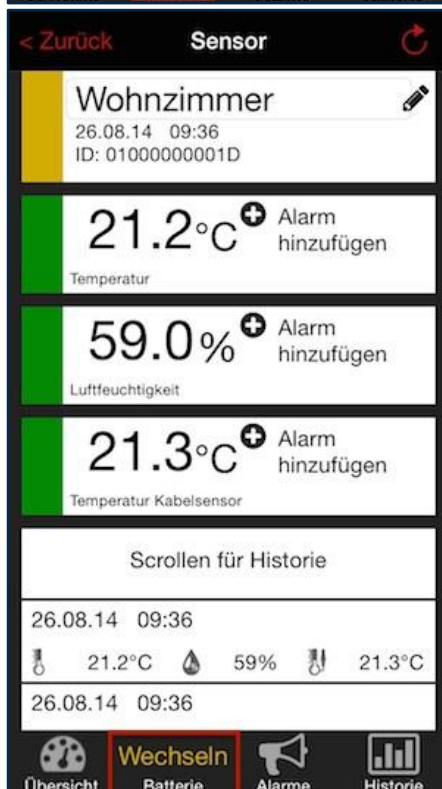 < Zurück Sensor
Wohnzimmer
26.08.14 09:36
ID: 01000000001D
21.2°C
Alarm
hinzufügen
Temperatur
59.0%
Alarm
hinzufügen
Luftfeuchtigkeit
21.3°C
Alarm
hinzufügen
Temperatur Kabelsensor
Scrollen für Historie
26.08.14 09:36
21.2°C 59% 21.3°C
26.08.14 09:36
Wechseln
Übersicht Batterie Alarme Historie